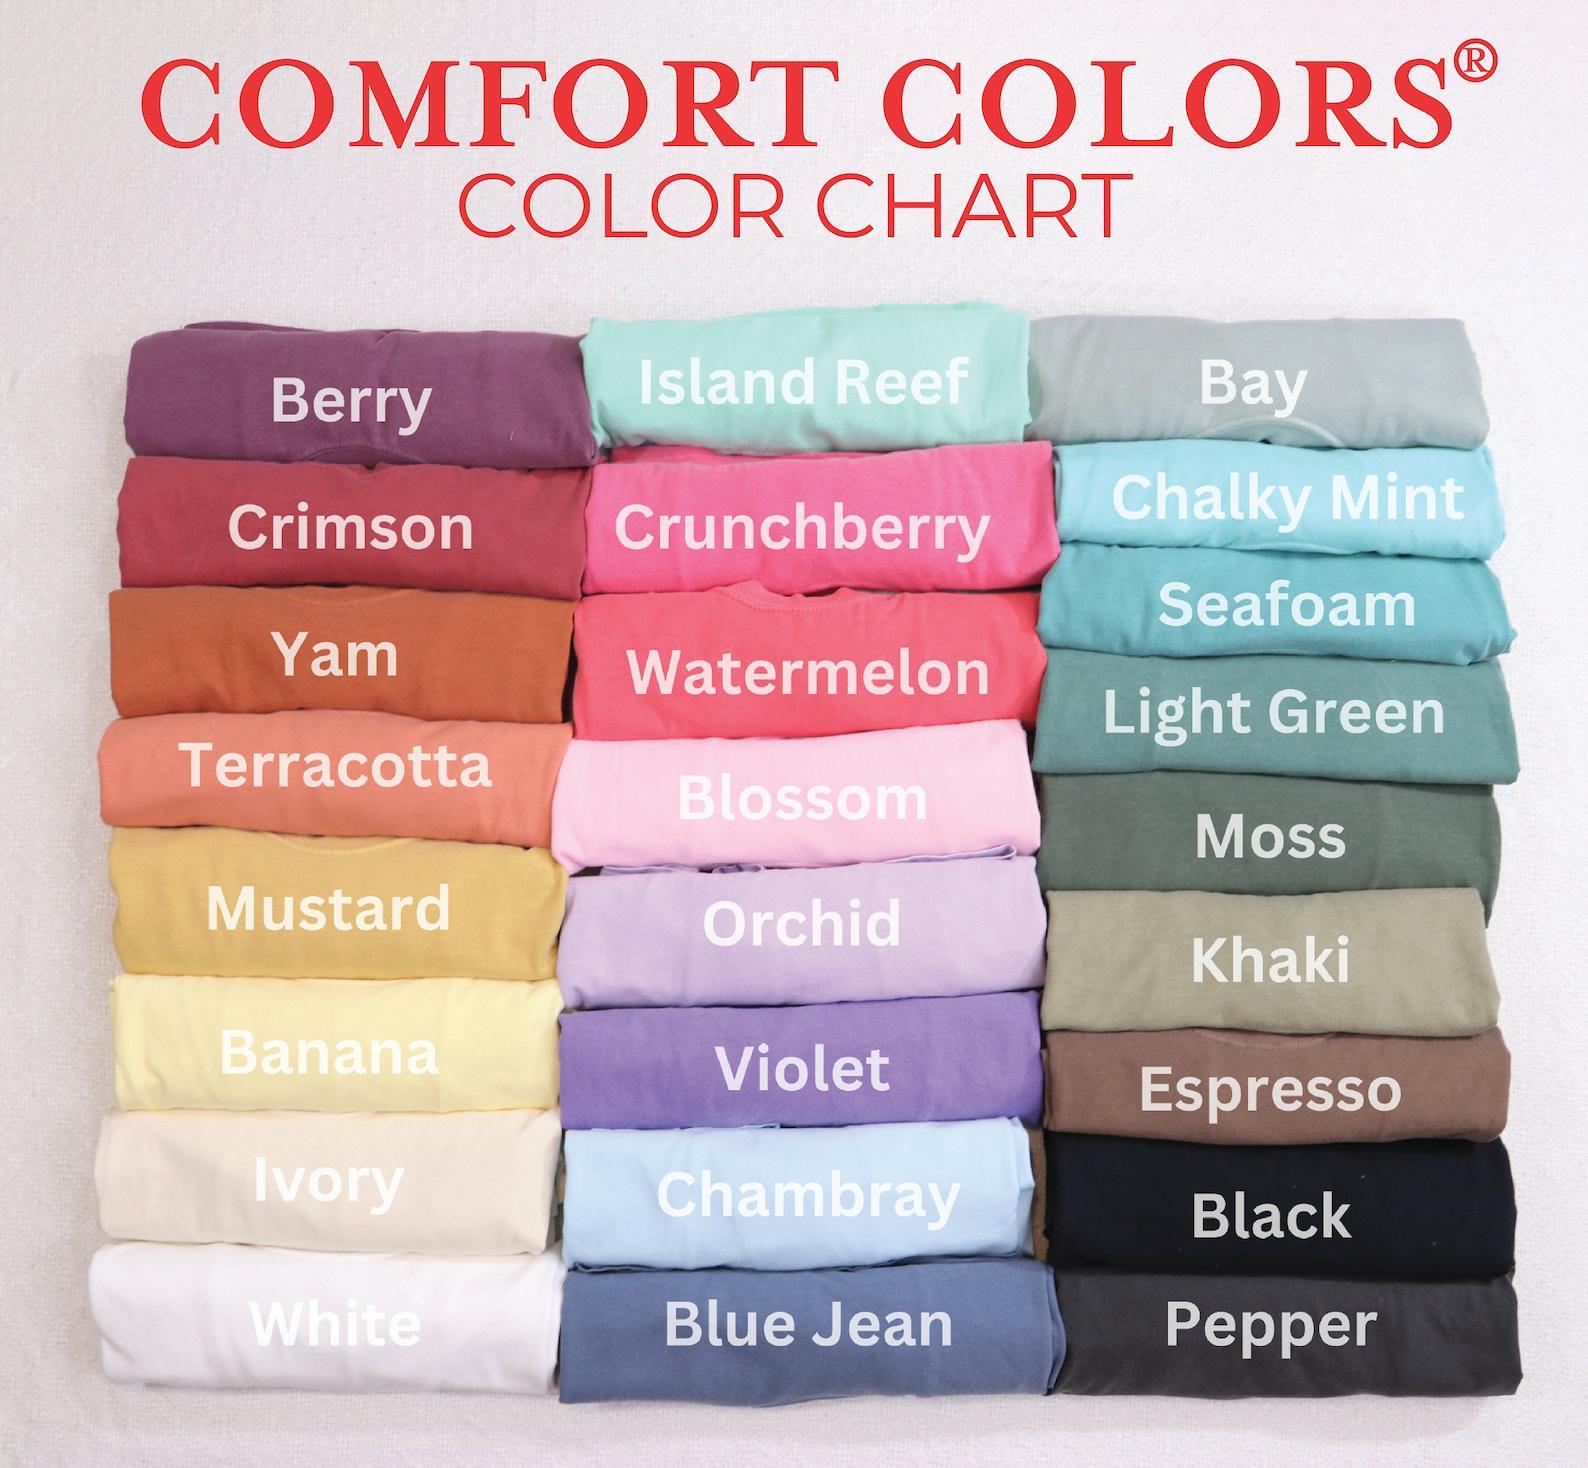 COMFORT COLORS®
COLOR CHART
Berry
Crimson
Yam
Terracotta
Mustard
Banana
Ivory
White
Island Reef
Crunchberry
Watermelon
Blossom
Orchid
Violet
Chambray
Blue Jean
Bay
Chalky Mint
Seafoam
Light Green
Moss
Khaki
Espresso
Black
Pepper